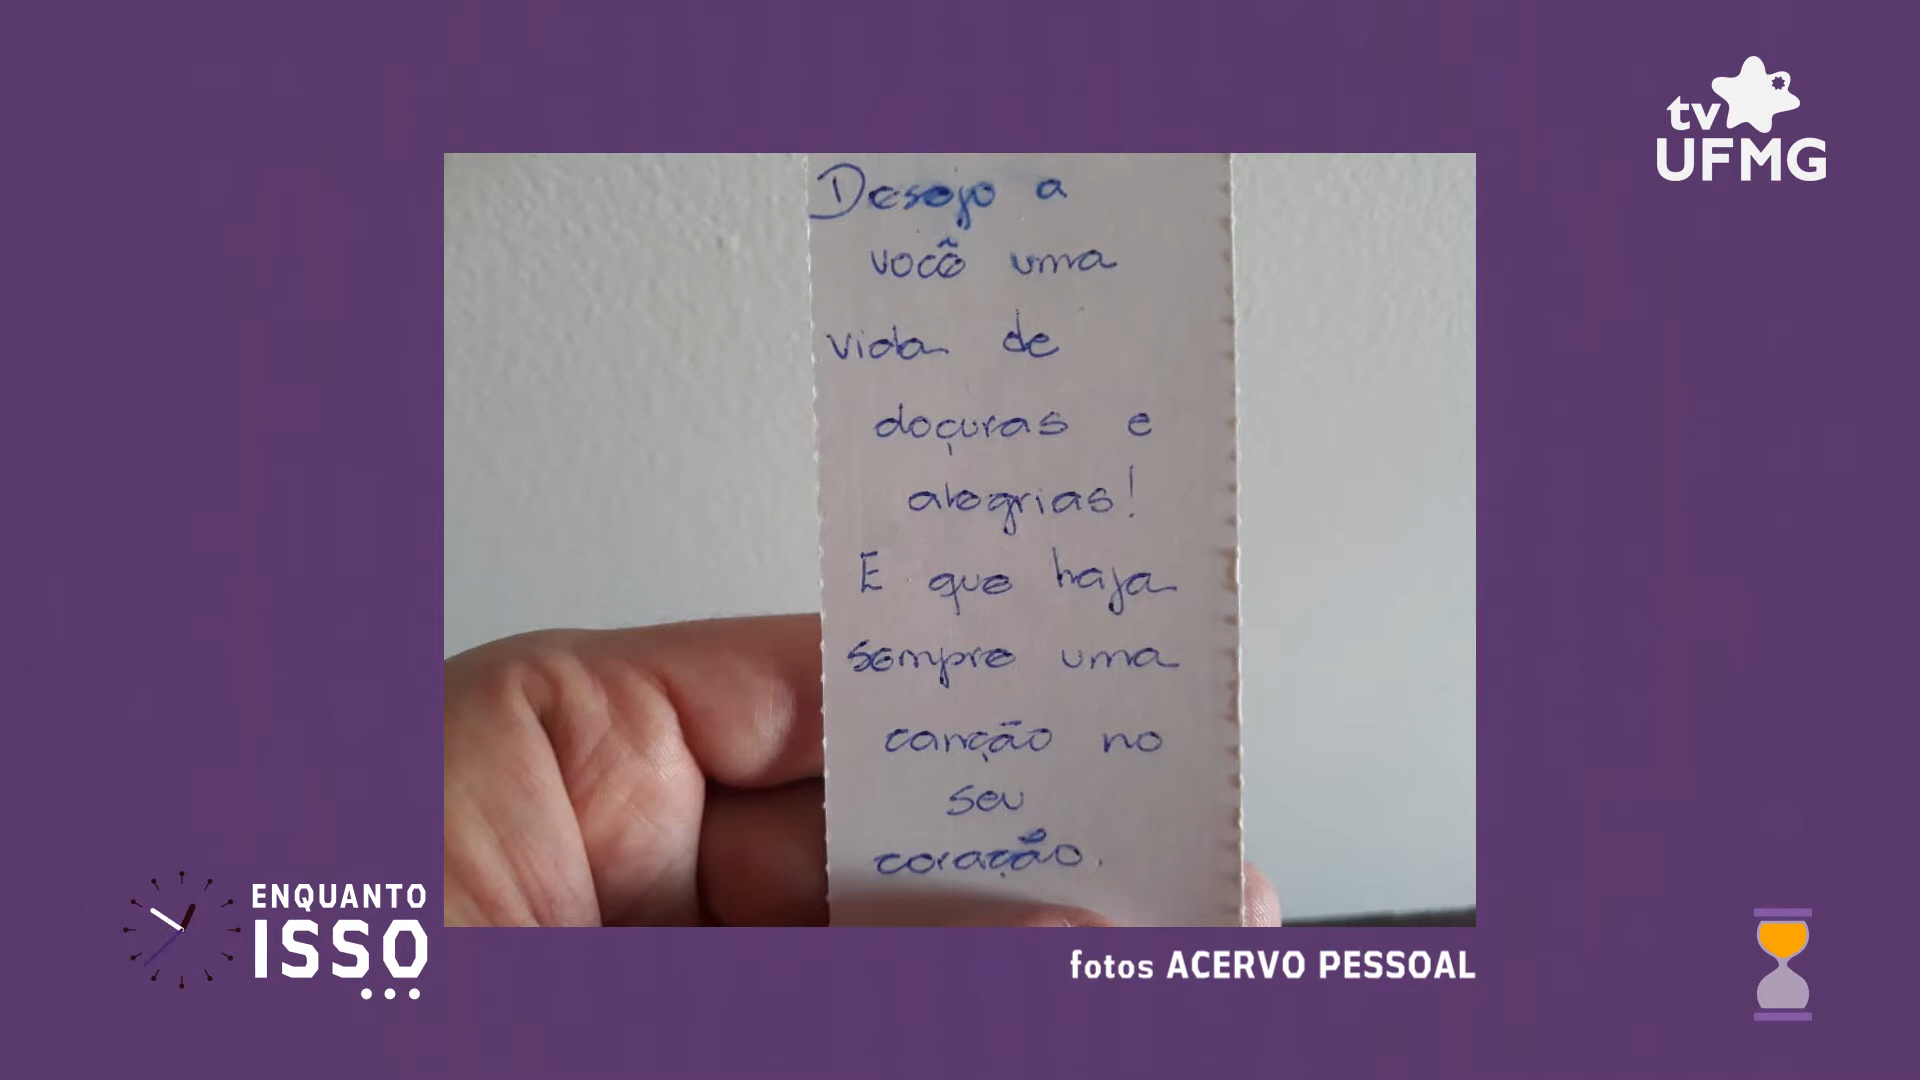 tv
UFMG
Desejo a
você uma
vida de
doçuras e
alegrias!
E que haja
sempre uma
canção no
seu
coração.
ENQUANTO
ISSO
...
fotos ACERVO PESSOAL